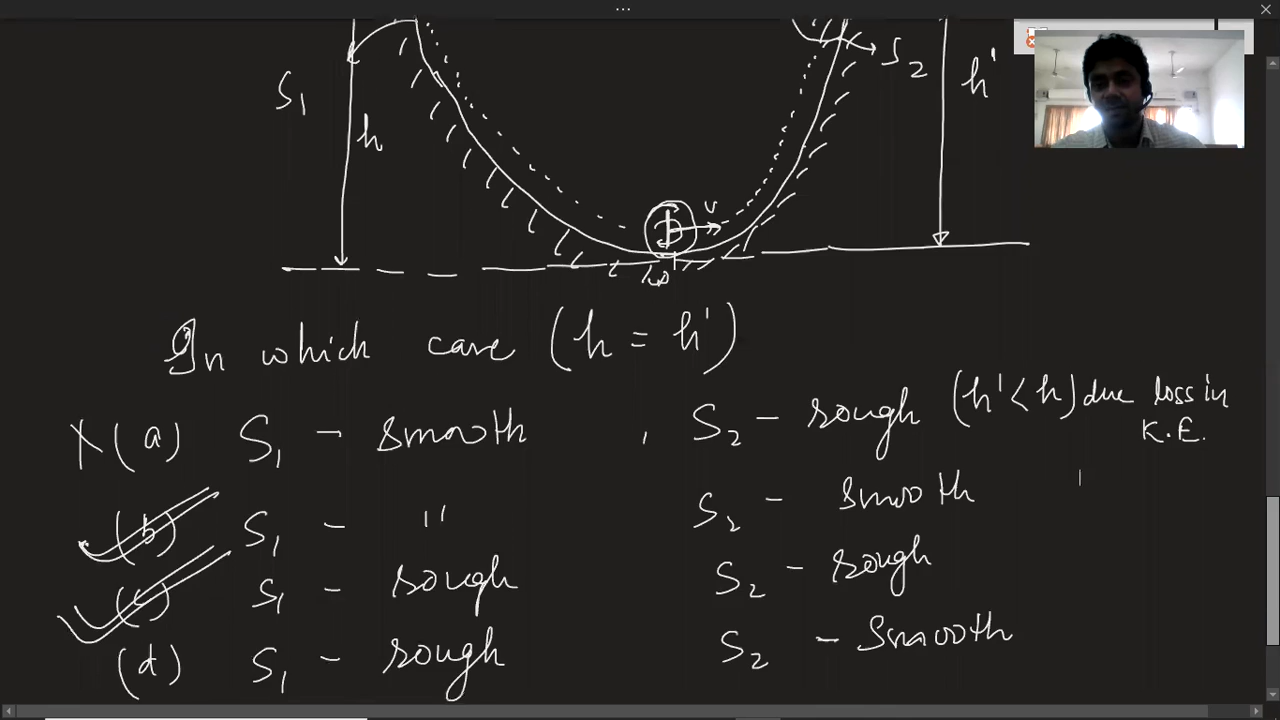 S₁ h S₂ h'
v
In which case (h = h')
X (a) S₁ - smooth , S₂ - rough (h' < h) due loss in K.E.
(b) S₁ - " S₂ - smooth
(c) S₁ - rough S₂ - rough
(d) S₁ - rough S₂ - smooth